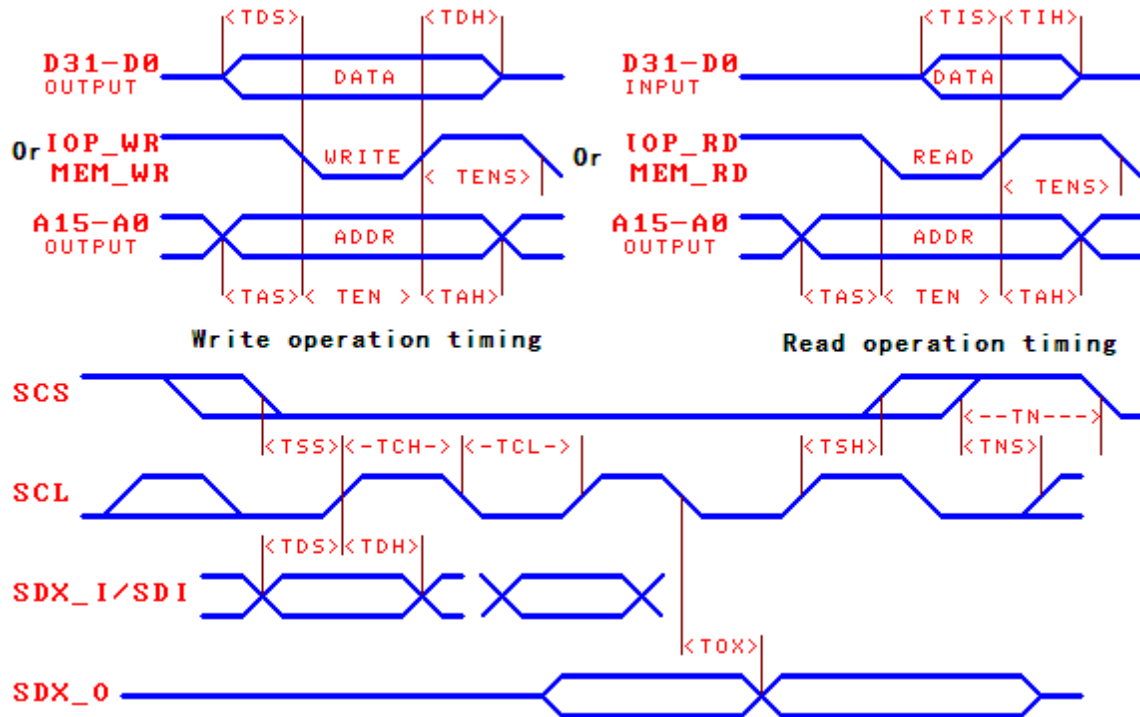 <TDS> <TDH> <TIS><TIH>
D31-D0 DATA D31-D0 DATA
OUTPUT INPUT
Or IOP_WR WRITE Or IOP_RD READ
MEM_WR < TENS> MEM_RD < TENS>
A15-A0 ADDR A15-A0 ADDR
OUTPUT OUTPUT
<TAS>< TEN ><TAH> <TAS>< TEN ><TAH>
Write operation timing Read operation timing
SCS
<--TN--->
<TSS><-TCH-><-TCL-> <TSH> <TNS>
SCL
<TDS><TDH>
SDX_I/SDI
<TOX>
SDX_O